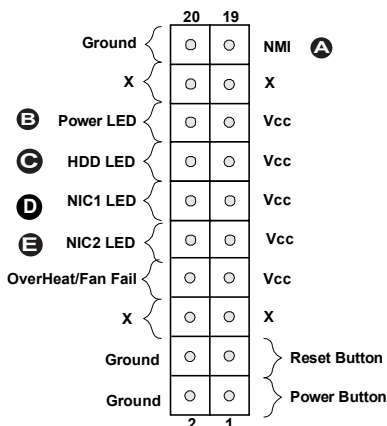 20 19
Ground NMI A
X X
B Power LED Vcc
C HDD LED Vcc
D NIC1 LED Vcc
E NIC2 LED Vcc
OverHeat/Fan Fail Vcc
X X
Ground Reset Button
Ground Power Button
2 1